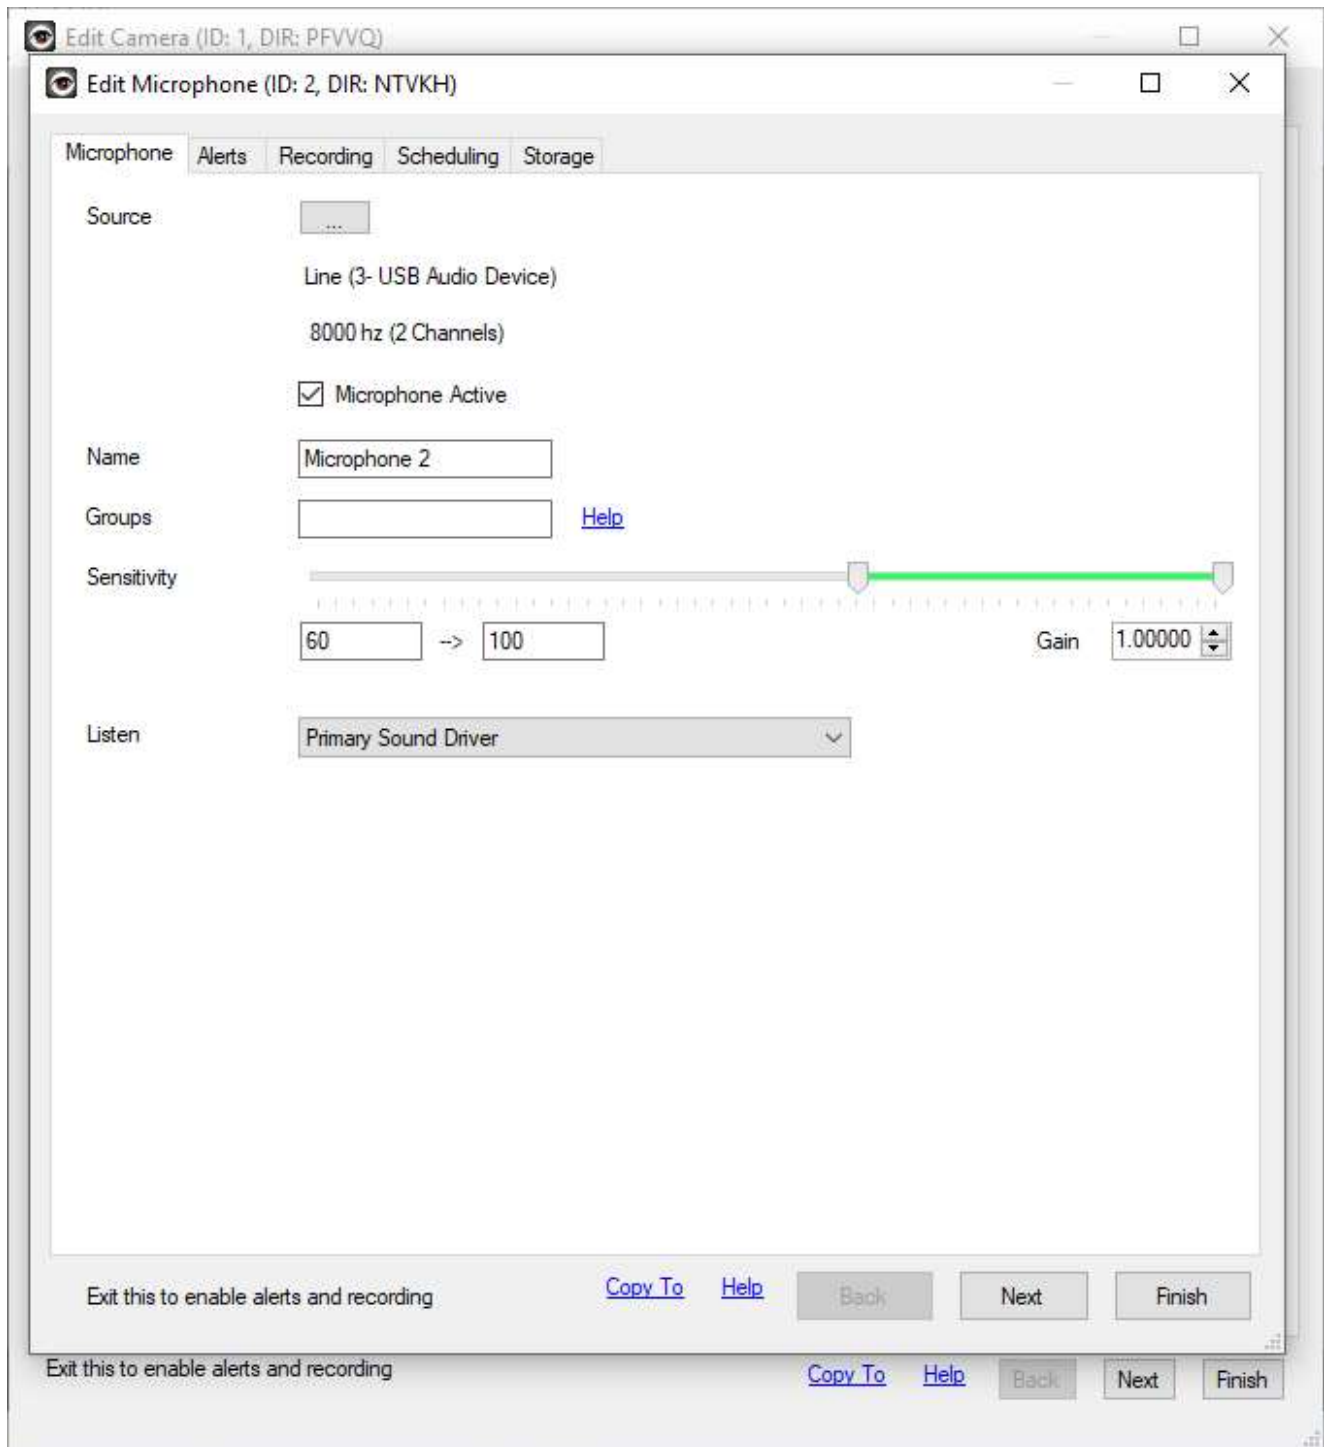 Edit Camera (ID: 1, DIR: PFVVQ)
Edit Microphone (ID: 2, DIR: NTVKH)
Microphone Alerts Recording Scheduling Storage
Source ...
Line (3- USB Audio Device)
8000 hz (2 Channels)
Microphone Active
Name Microphone 2
Groups Help
Sensitivity
60 --> 100 Gain 1.00000
Listen Primary Sound Driver
Exit this to enable alerts and recording Copy To Help Back Next Finish
Exit this to enable alerts and recording Copy To Help Back Next Finish